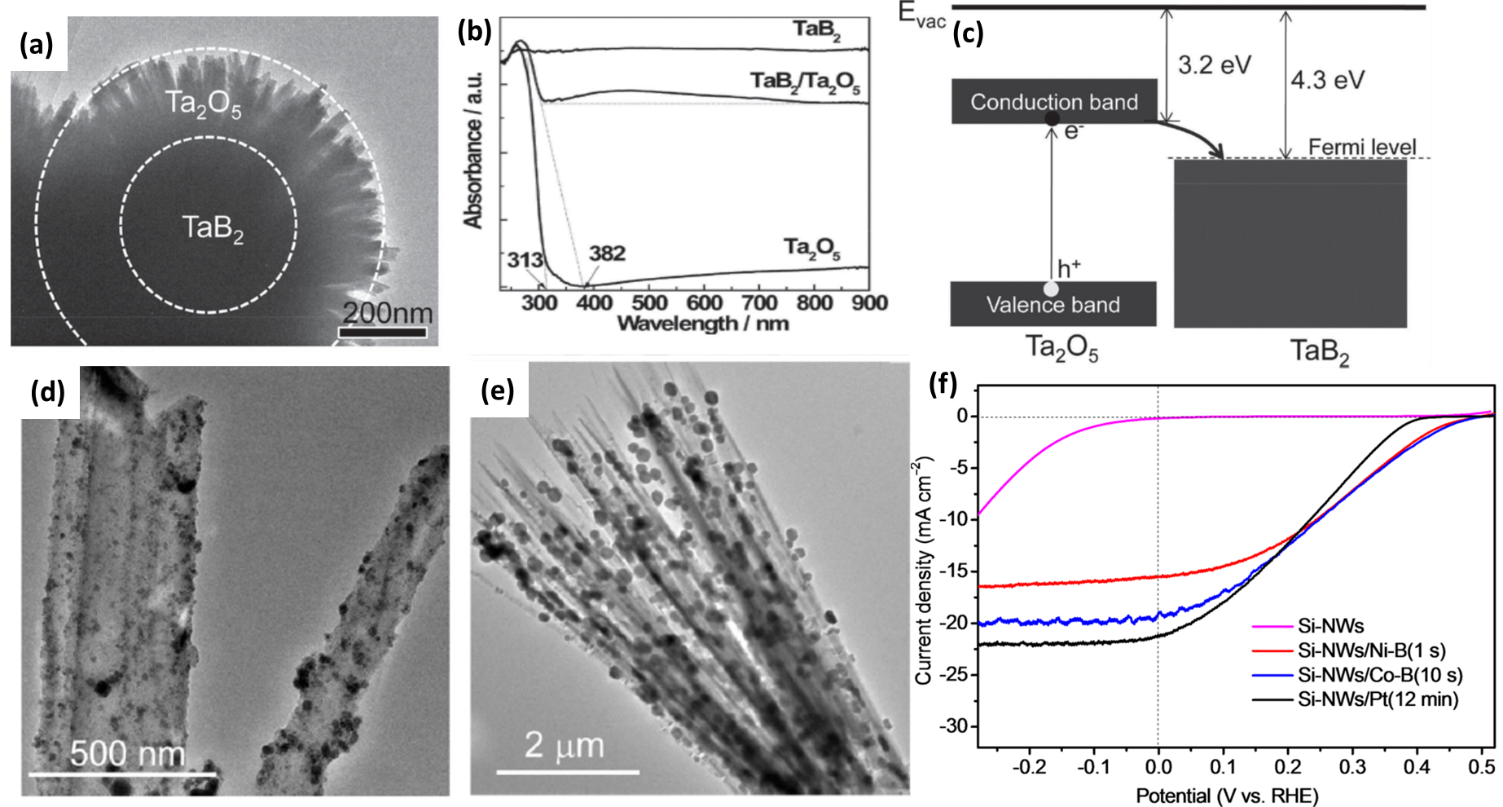 (a)
Ta₂O₅
TaB₂
200nm
(b)
TaB₂
TaB₂/Ta₂O₅
Ta₂O₅
313
382
Absorbance / a.u.
300 400 500 600 700 800 900
Wavelength / nm
(c)
Evac
3.2 eV
4.3 eV
Conduction band
e-
Fermi level
h+
Valence band
Ta₂O₅
TaB₂
(d)
500 nm
(e)
2 μm
(f)
0
-5
-10
-15
-20
-25
-30
Current density (mA cm⁻²)
Si-NWs
Si-NWs/Ni-B(1 s)
Si-NWs/Co-B(10 s)
Si-NWs/Pt(12 min)
-0.2 -0.1 0.0 0.1 0.2 0.3 0.4 0.5
Potential (V vs. RHE)